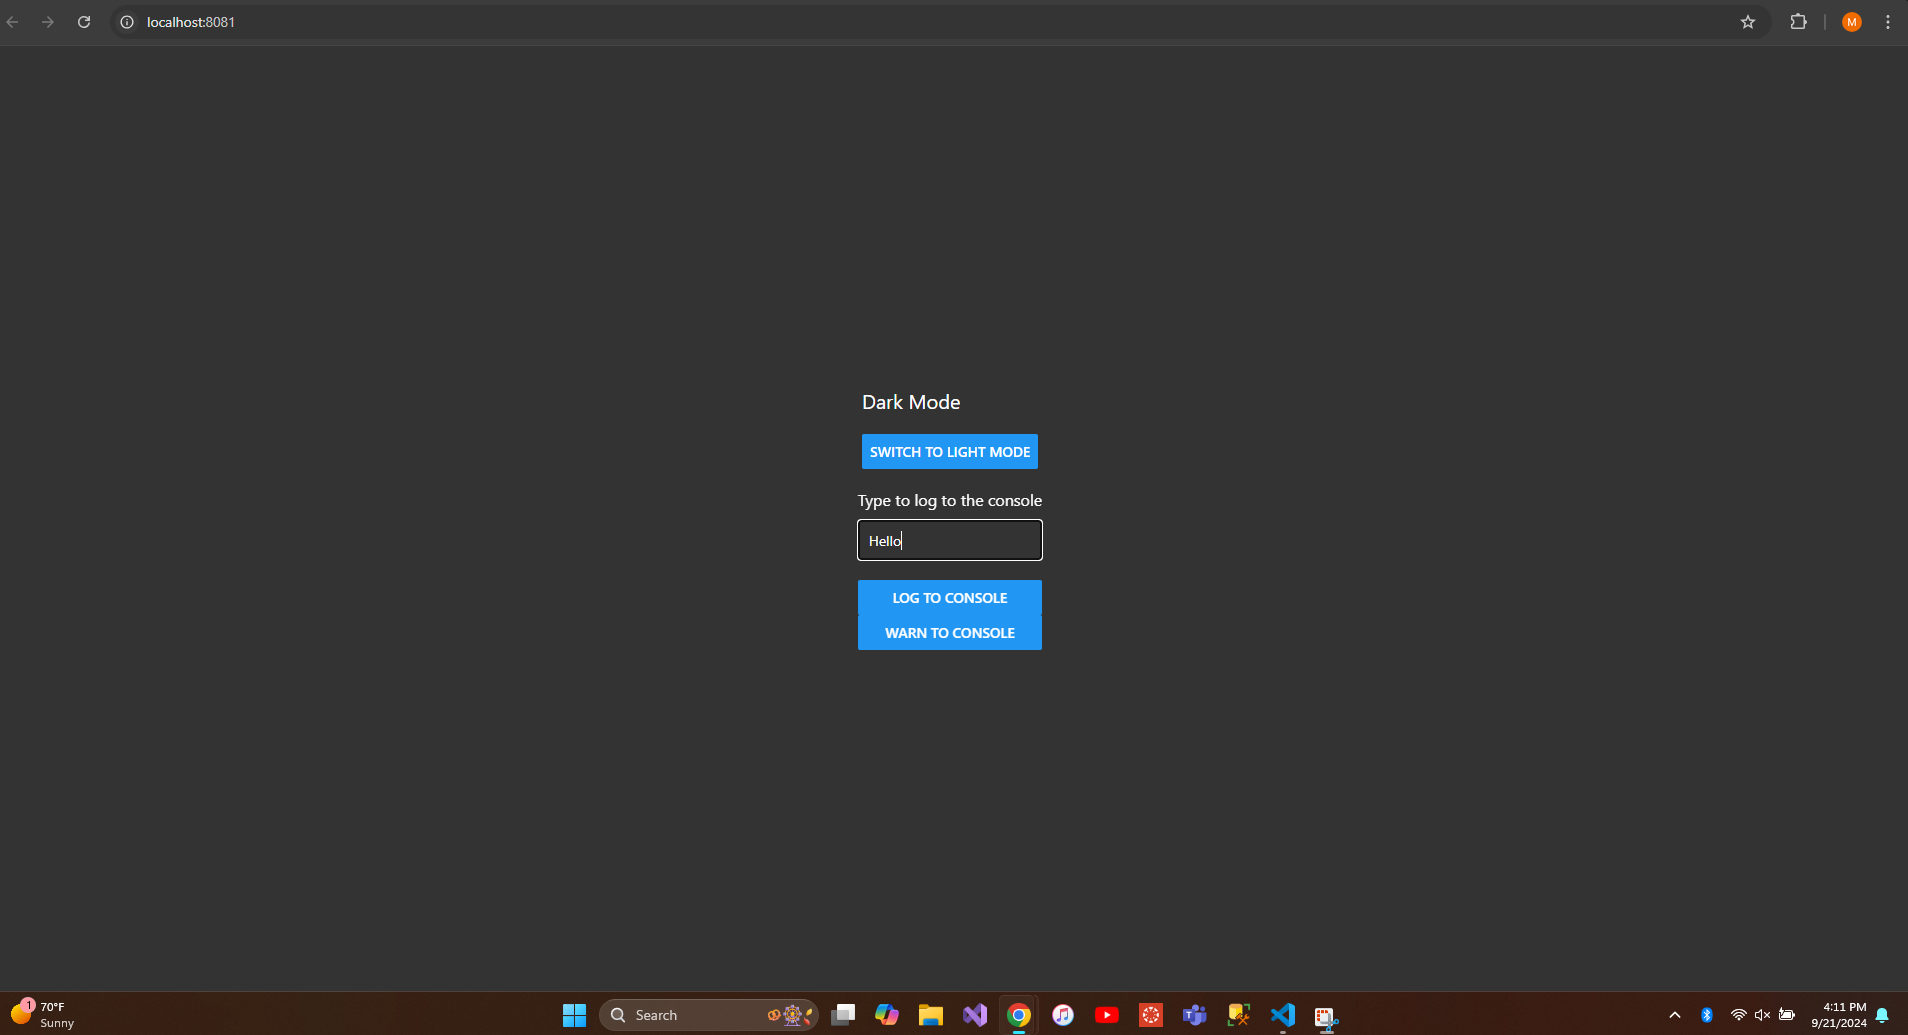 localhost:8081
M
Dark Mode
SWITCH TO LIGHT MODE
Type to log to the console
Hello
LOG TO CONSOLE
WARN TO CONSOLE
1
70°F
Sunny
Search
4:11 PM
9/21/2024